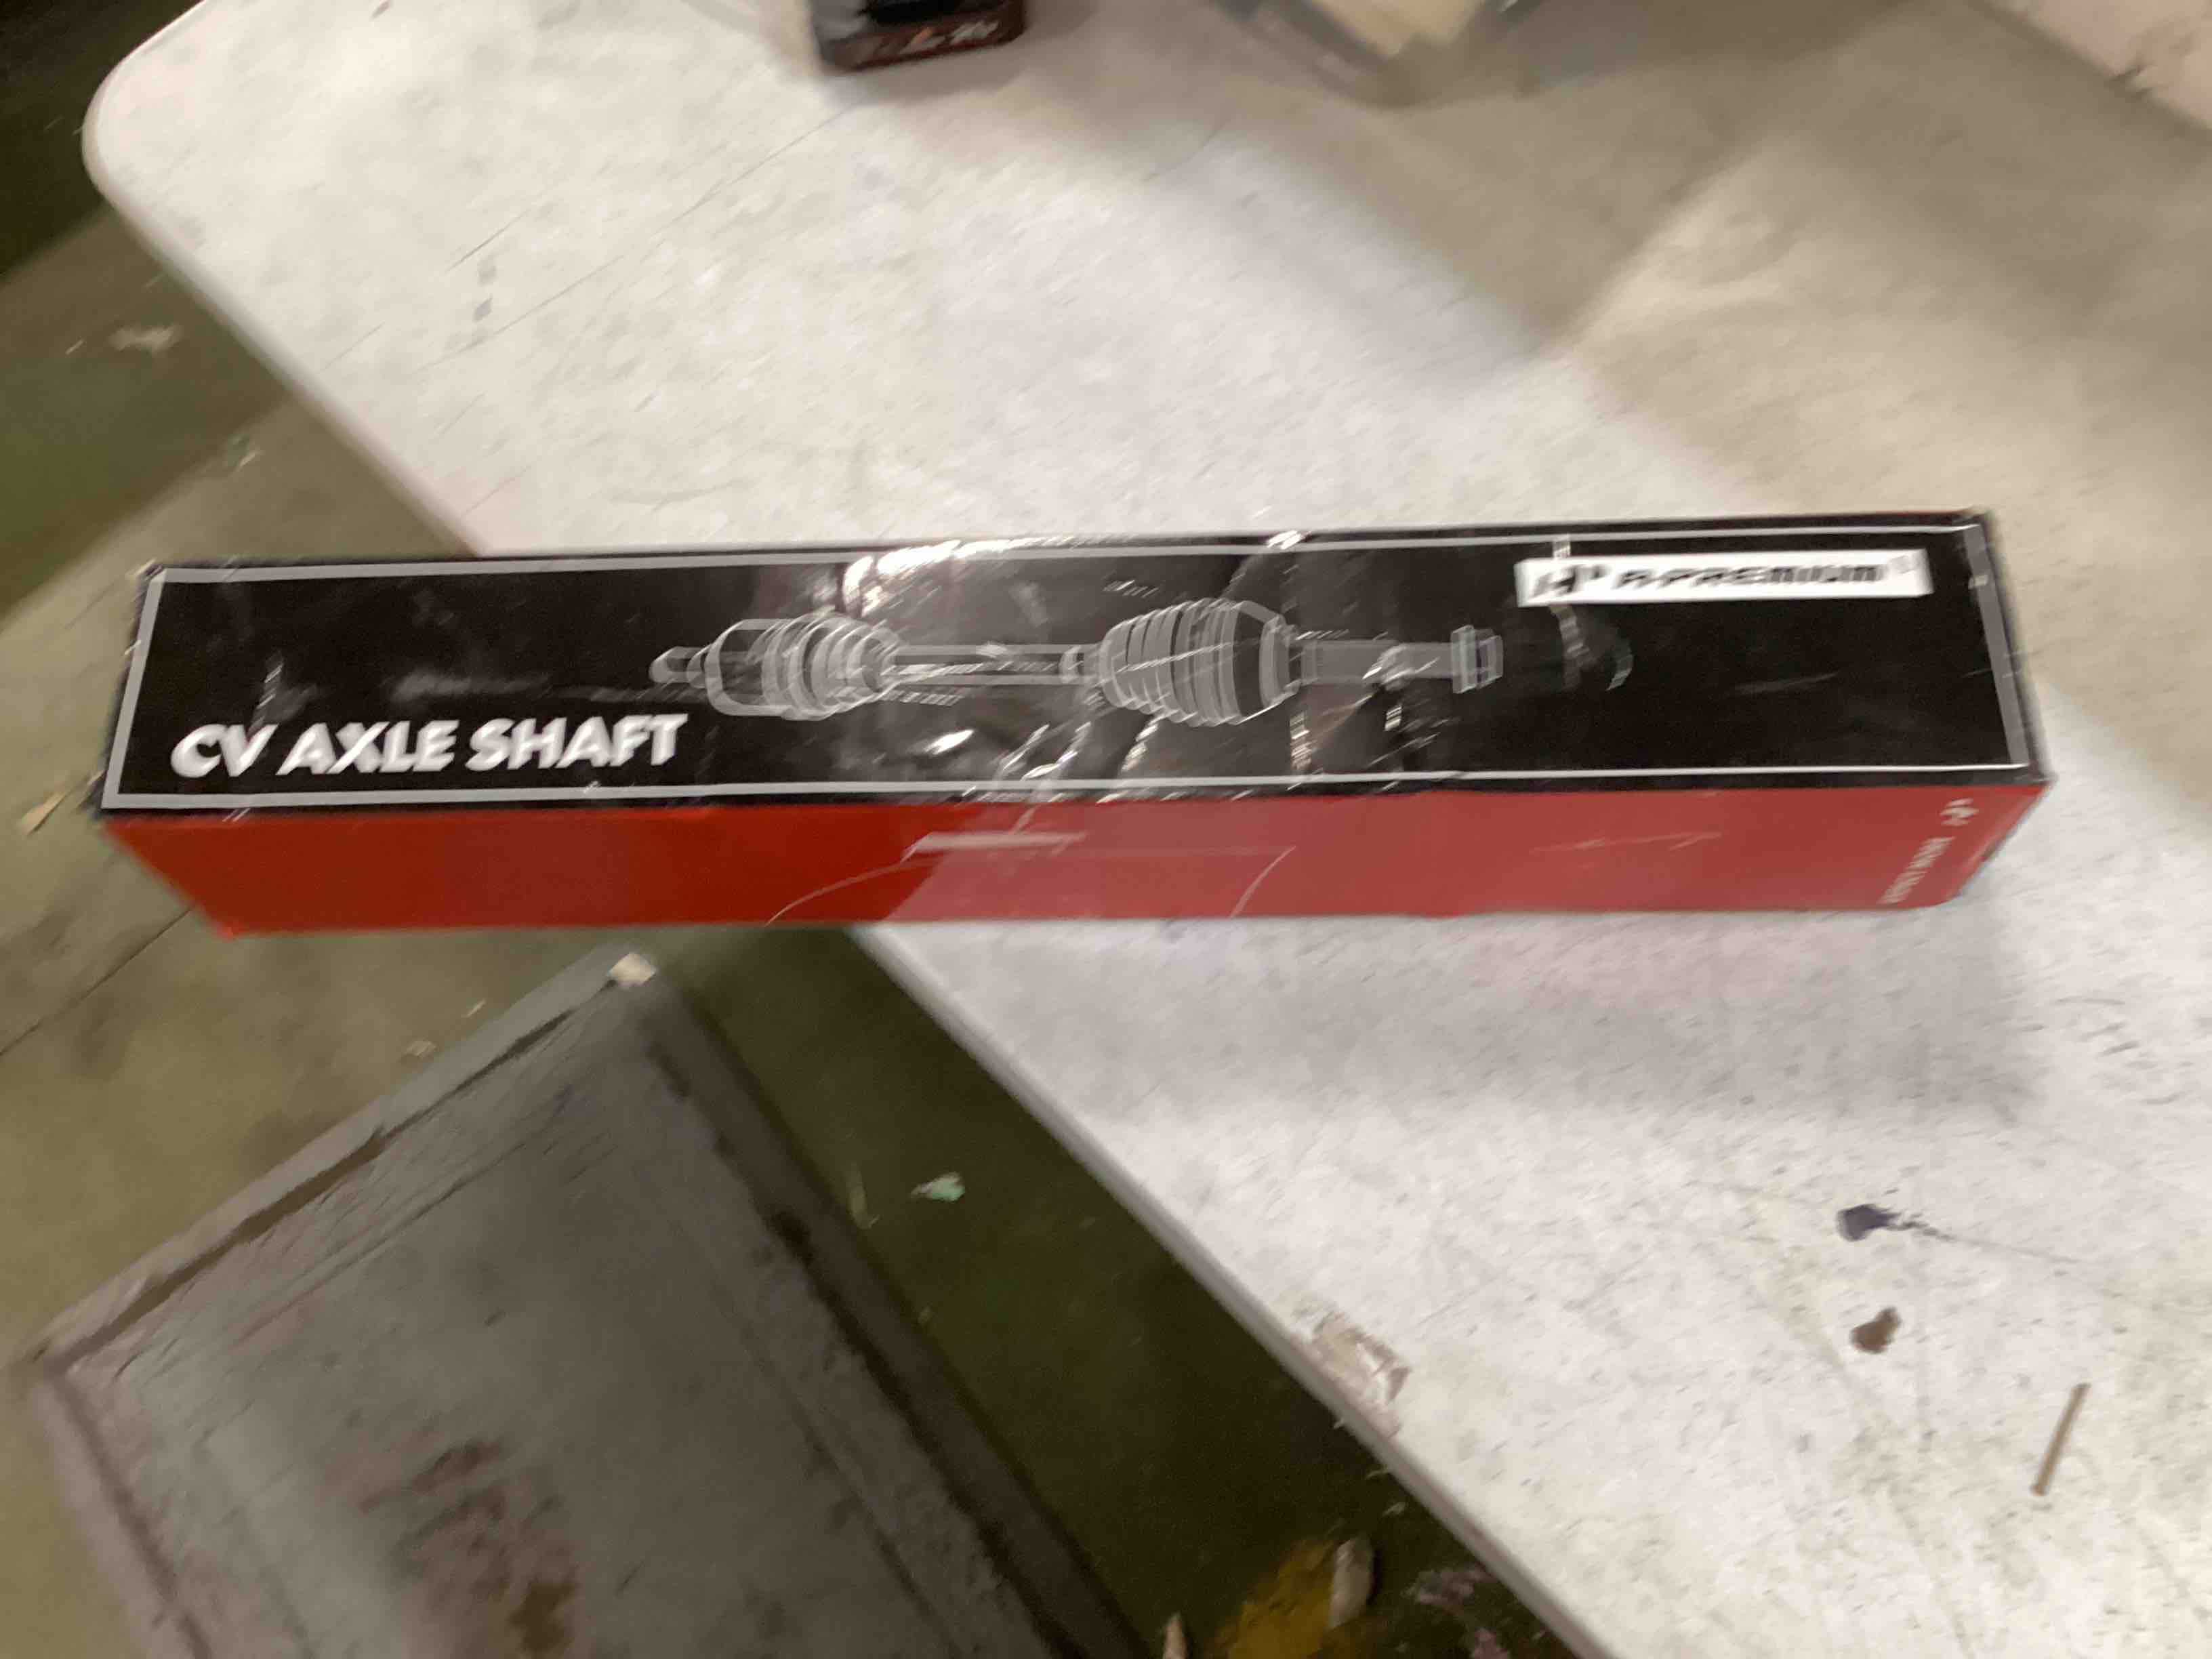 A-PREMIUM
CV AXLE SHAFT